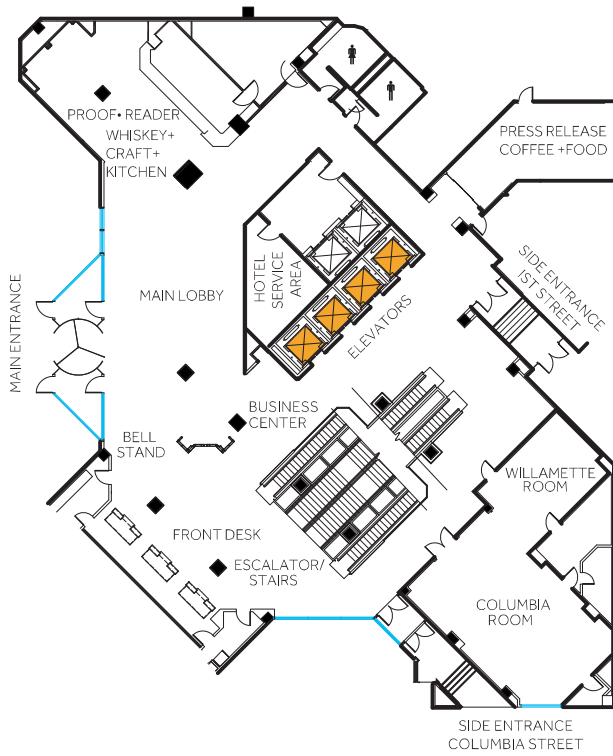 PROOF•READER
WHISKEY+
CRAFT+
KITCHEN
PRESS RELEASE
COFFEE +FOOD
SIDE ENTRANCE
1ST STREET
HOTEL
SERVICE
AREA
MAIN LOBBY
MAIN ENTRANCE
ELEVATORS
BUSINESS
CENTER
BELL
STAND
WILLAMETTE
ROOM
FRONT DESK
ESCALATOR/
STAIRS
COLUMBIA
ROOM
SIDE ENTRANCE
COLUMBIA STREET